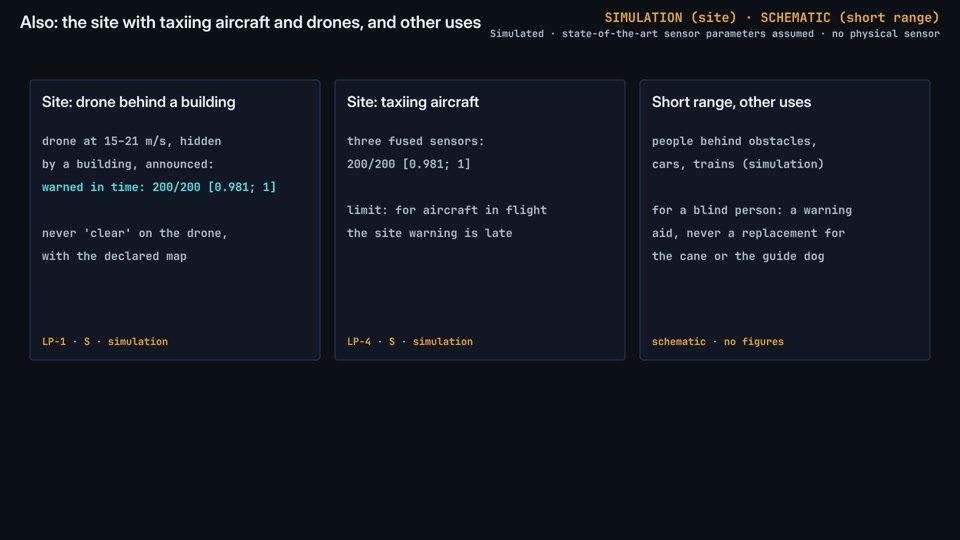 Also: the site with taxiing aircraft and drones, and other uses
SIMULATION (site) · SCHEMATIC (short range)
Simulated · state-of-the-art sensor parameters assumed · no physical sensor
Site: drone behind a building
drone at 15–21 m/s, hidden
by a building, announced:
warned in time: 200/200 [0.981; 1]
never 'clear' on the drone,
with the declared map
LP-1 · S · simulation
Site: taxiing aircraft
three fused sensors:
200/200 [0.981; 1]
limit: for aircraft in flight
the site warning is late
LP-4 · S · simulation
Short range, other uses
people behind obstacles,
cars, trains (simulation)
for a blind person: a warning
aid, never a replacement for
the cane or the guide dog
schematic · no figures